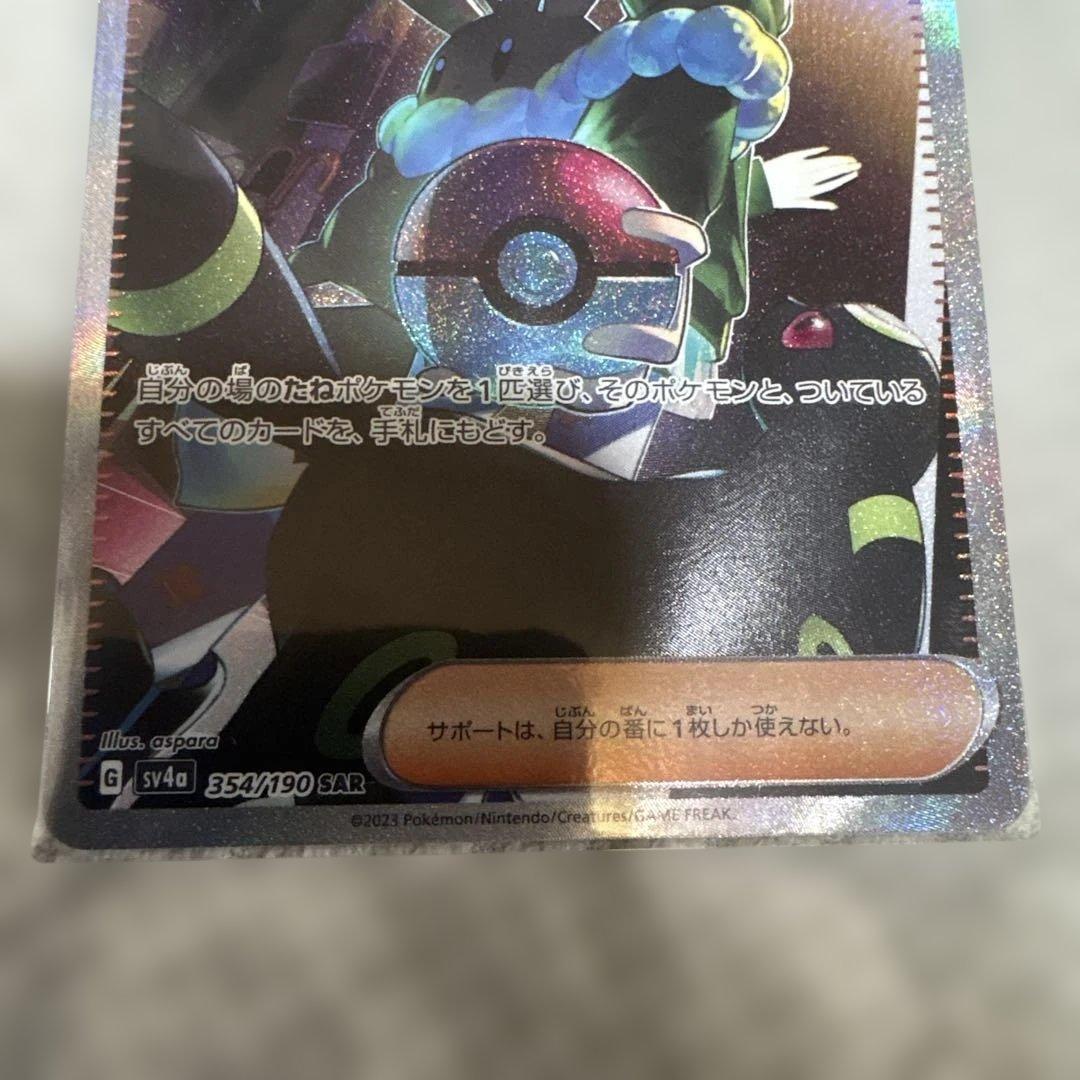 自分の場のたねポケモンを1匹選び、そのポケモンと、ついている
すべてのカードを、手札にもどす。
サポートは、自分の番に1枚しか使えない。
Illus. aspara
G sv4a 354/190 SAR
©2023 Pokémon/Nintendo/Creatures/GAME FREAK.